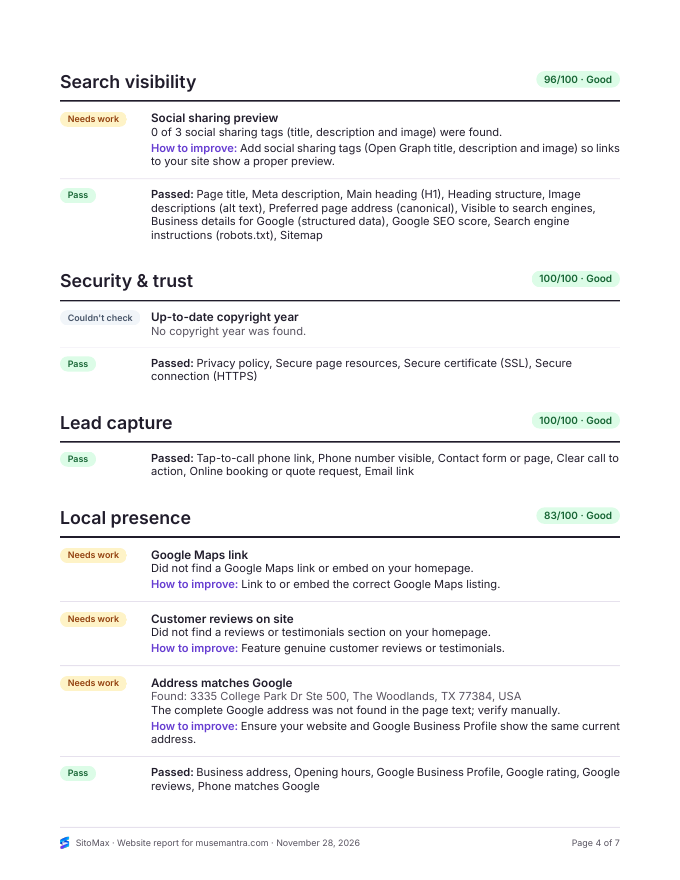 Search visibility
96/100 · Good
Needs work
Social sharing preview
0 of 3 social sharing tags (title, description and image) were found.
How to improve: Add social sharing tags (Open Graph title, description and image) so links
to your site show a proper preview.
Pass
Passed: Page title, Meta description, Main heading (H1), Heading structure, Image
descriptions (alt text), Preferred page address (canonical), Visible to search engines,
Business details for Google (structured data), Google SEO score, Search engine
instructions (robots.txt), Sitemap
Security & trust
100/100 · Good
Couldn't check
Up-to-date copyright year
No copyright year was found.
Pass
Passed: Privacy policy, Secure page resources, Secure certificate (SSL), Secure
connection (HTTPS)
Lead capture
100/100 · Good
Pass
Passed: Tap-to-call phone link, Phone number visible, Contact form or page, Clear call to
action, Online booking or quote request, Email link
Local presence
83/100 · Good
Needs work
Google Maps link
Did not find a Google Maps link or embed on your homepage.
How to improve: Link to or embed the correct Google Maps listing.
Needs work
Customer reviews on site
Did not find a reviews or testimonials section on your homepage.
How to improve: Feature genuine customer reviews or testimonials.
Needs work
Address matches Google
Found: 3335 College Park Dr Ste 500, The Woodlands, TX 77384, USA
The complete Google address was not found in the page text; verify manually.
How to improve: Ensure your website and Google Business Profile show the same current
address.
Pass
Passed: Business address, Opening hours, Google Business Profile, Google rating, Google
reviews, Phone matches Google
SitoMax · Website report for musemantra.com · November 28, 2026
Page 4 of 7